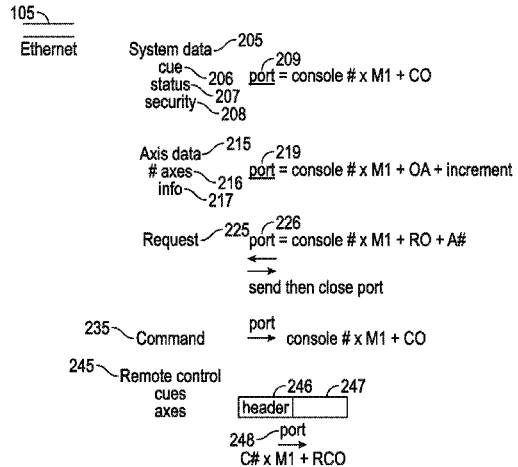 105
Ethernet
System data 205
cue 206
status 207
security 208
209
port = console # x M1 + CO
Axis data 215
# axes 216
info 217
219
port = console # x M1 + OA + increment
Request 225
226
port = console # x M1 + RO + A#
send then close port
235
Command
port
console # x M1 + CO
245
Remote control
cues
axes
246
247
header
port
248
C# x M1 + RCO